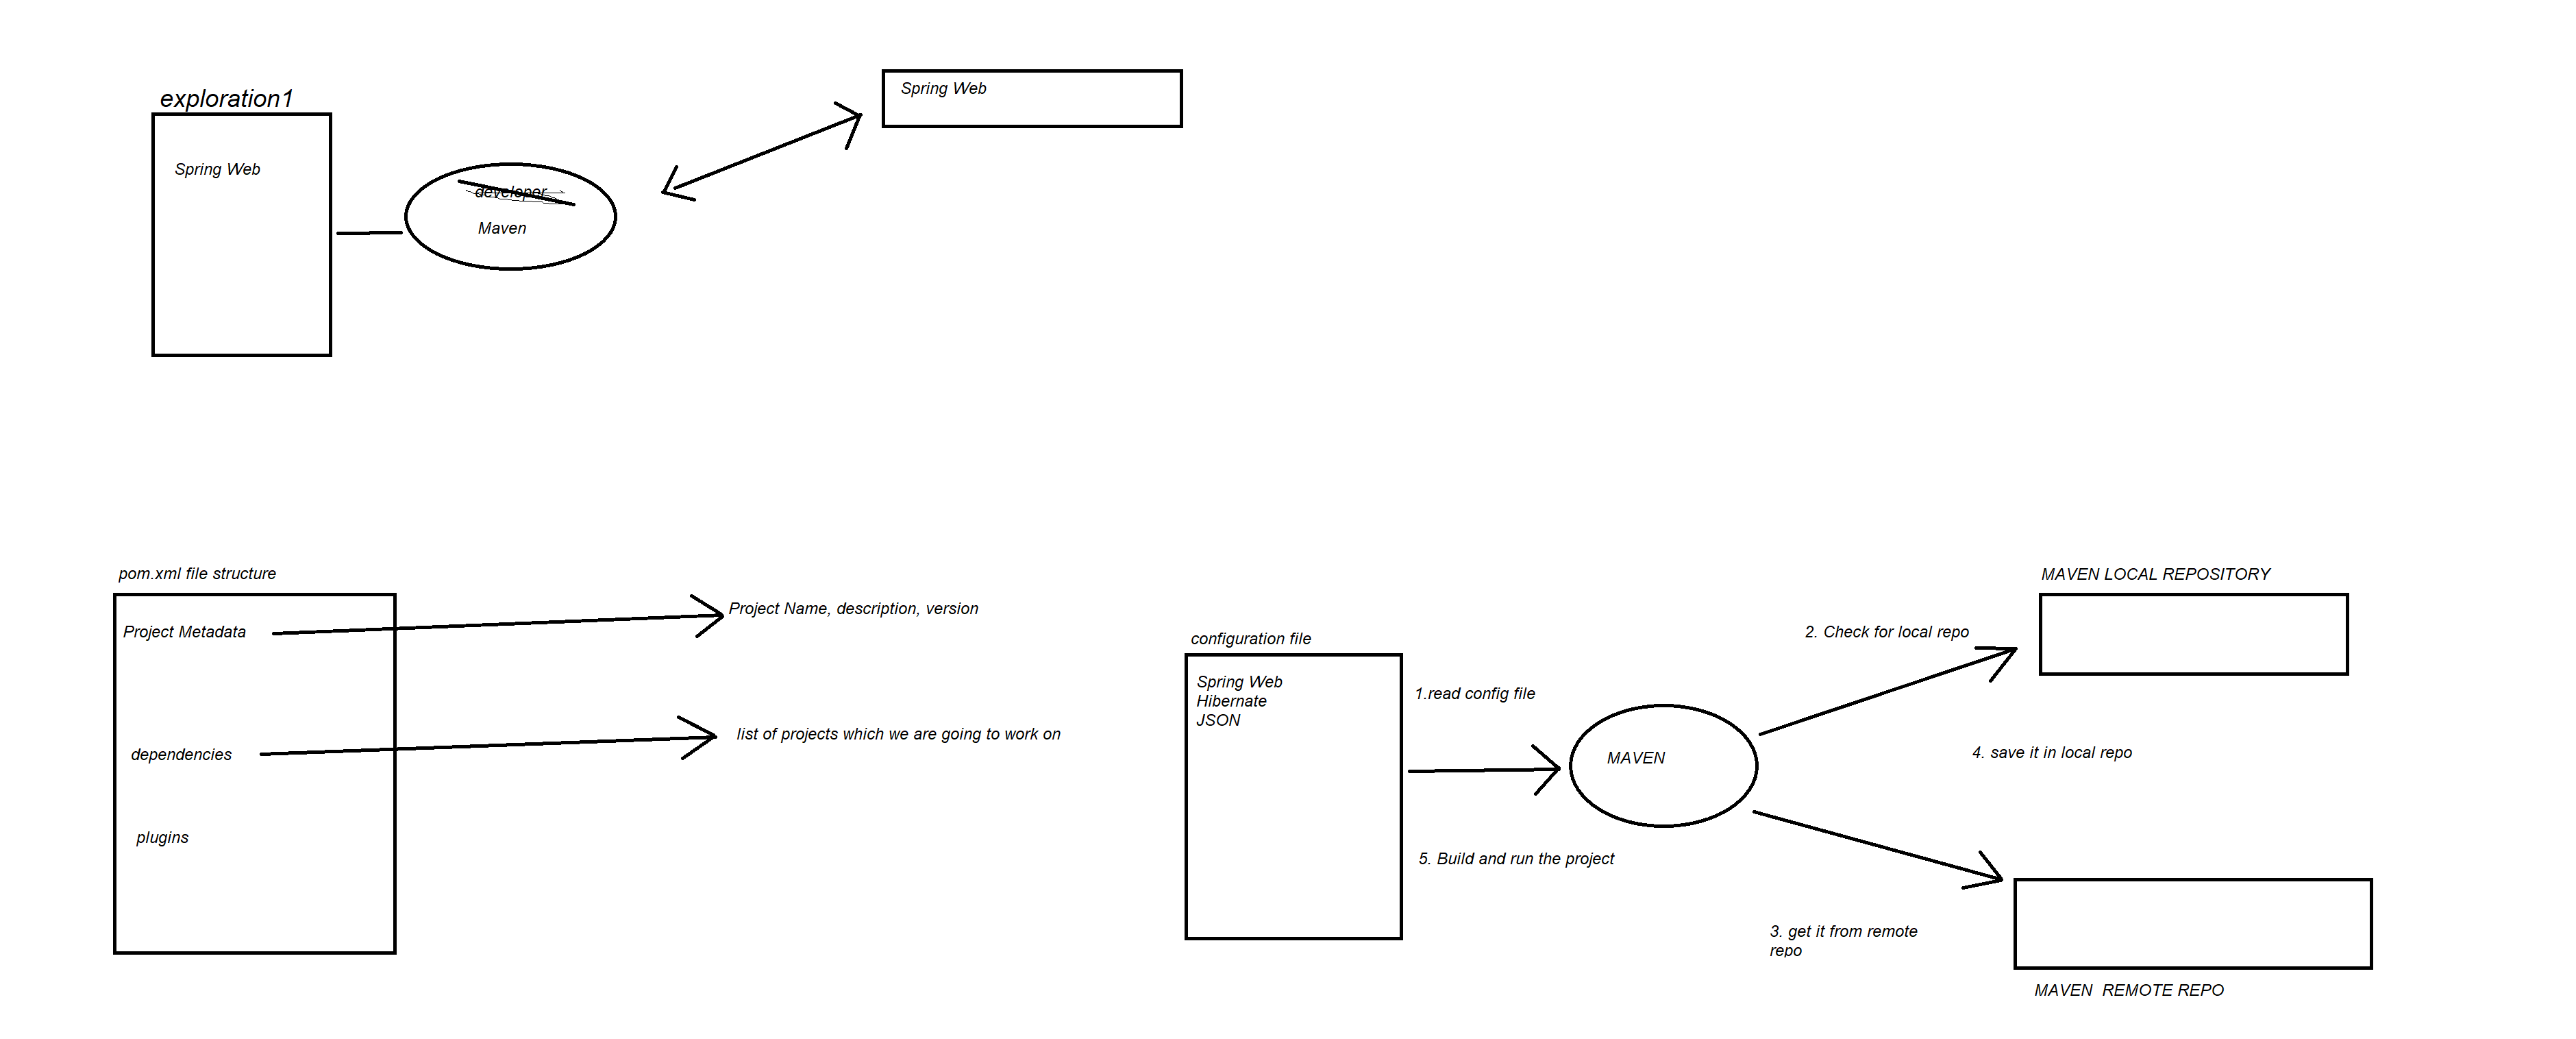 exploration1
Spring Web
developer
Maven
Spring Web
pom.xml file structure
Project Metadata
Project Name, description, version
dependencies
list of projects which we are going to work on
plugins
configuration file
Spring Web
Hibernate
JSON
1.read config file
MAVEN
5. Build and run the project
2. Check for local repo
MAVEN LOCAL REPOSITORY
4. save it in local repo
3. get it from remote
repo
MAVEN  REMOTE REPO